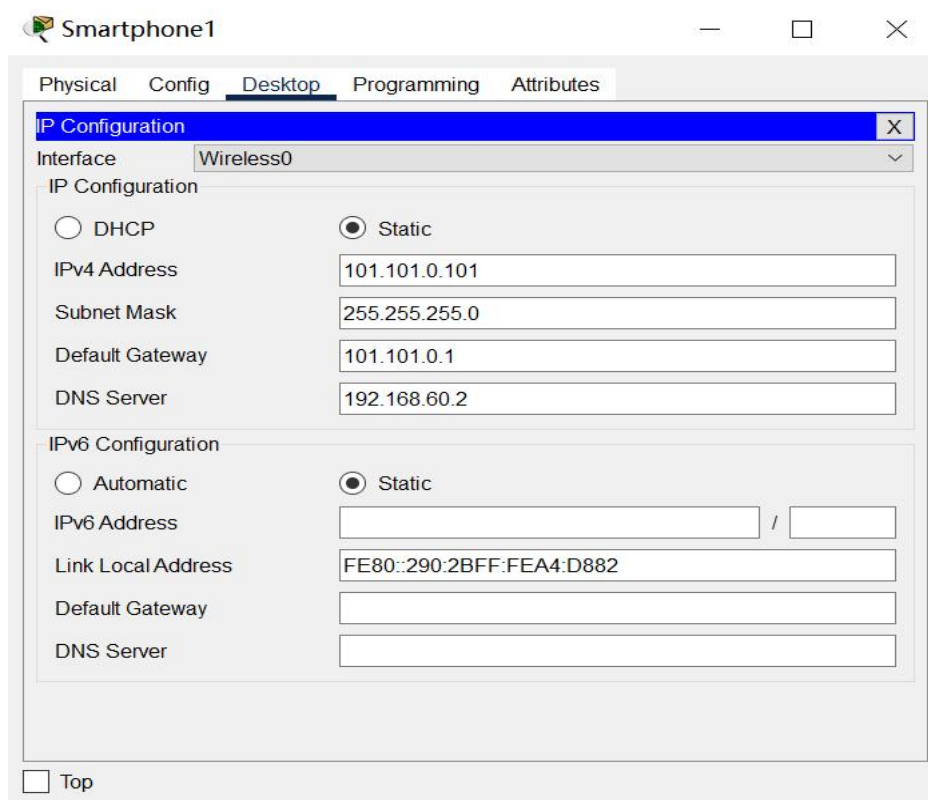 Smartphone1
Physical Config Desktop Programming Attributes
IP Configuration X
Interface Wireless0
IP Configuration
DHCP Static
IPv4 Address 101.101.0.101
Subnet Mask 255.255.255.0
Default Gateway 101.101.0.1
DNS Server 192.168.60.2
IPv6 Configuration
Automatic Static
IPv6 Address /
Link Local Address FE80::290:2BFF:FEA4:D882
Default Gateway
DNS Server
Top